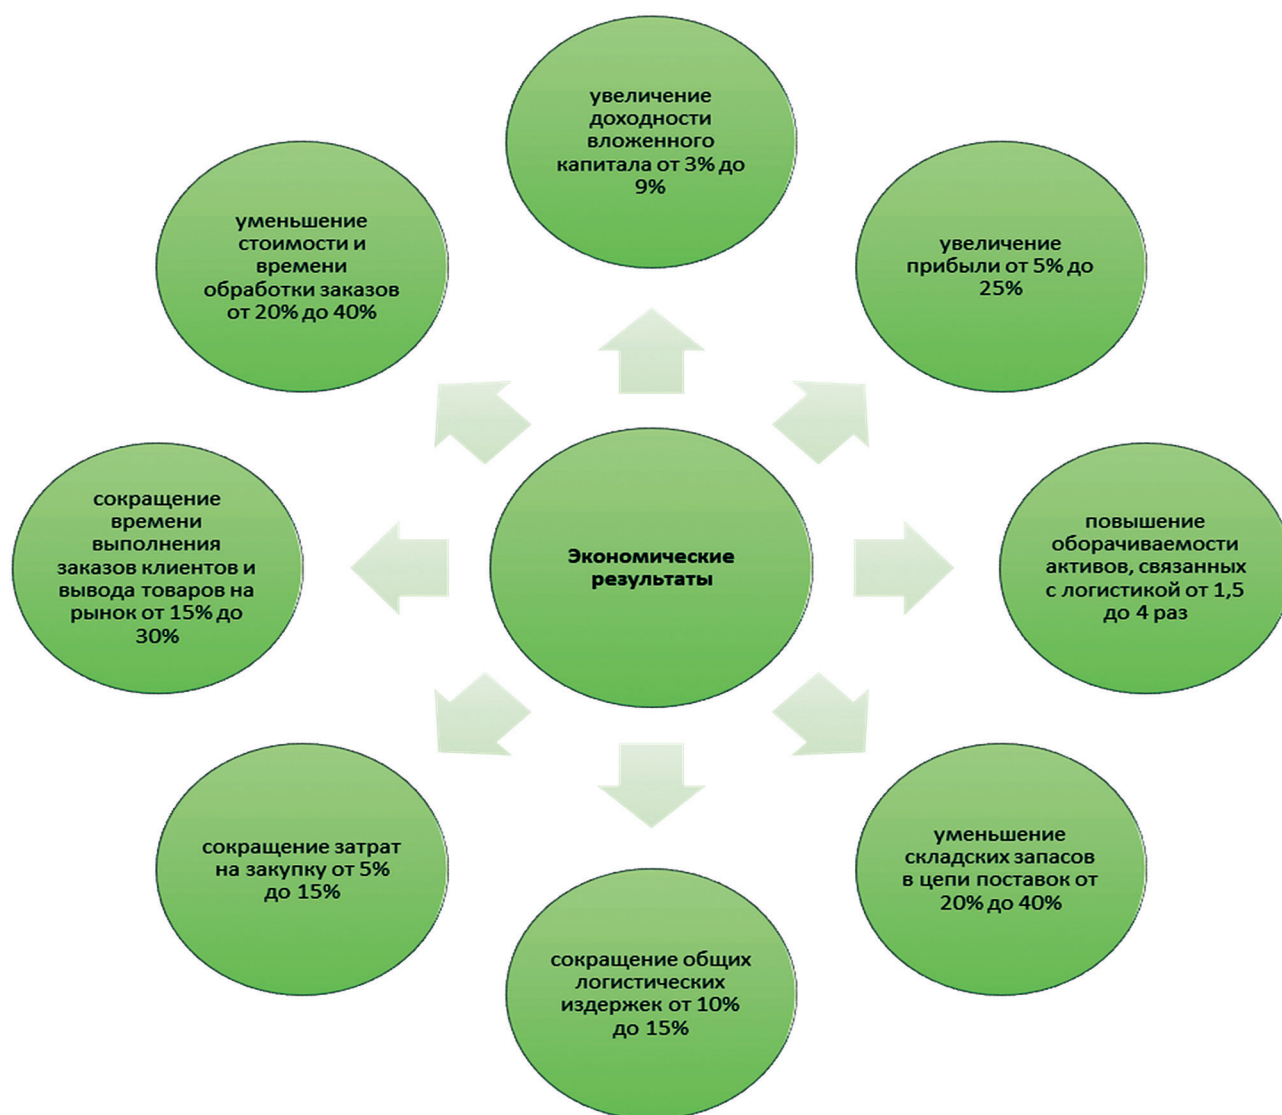 увеличение
доходности
вложенного
капитала от 3% до
9%
увеличение
прибыли от 5% до
25%
повышение
оборачиваемости
активов, связанных
с логистикой от 1,5
до 4 раз
уменьшение
складских запасов
в цепи поставок от
20% до 40%
сокращение общих
логистических
издержек от 10%
до 15%
сокращение затрат
на закупку от 5%
до 15%
сокращение
времени
выполнения
заказов клиентов и
вывода товаров на
рынок от 15% до
30%
уменьшение
стоимости и
времени
обработки заказов
от 20% до 40%
Экономические
результаты